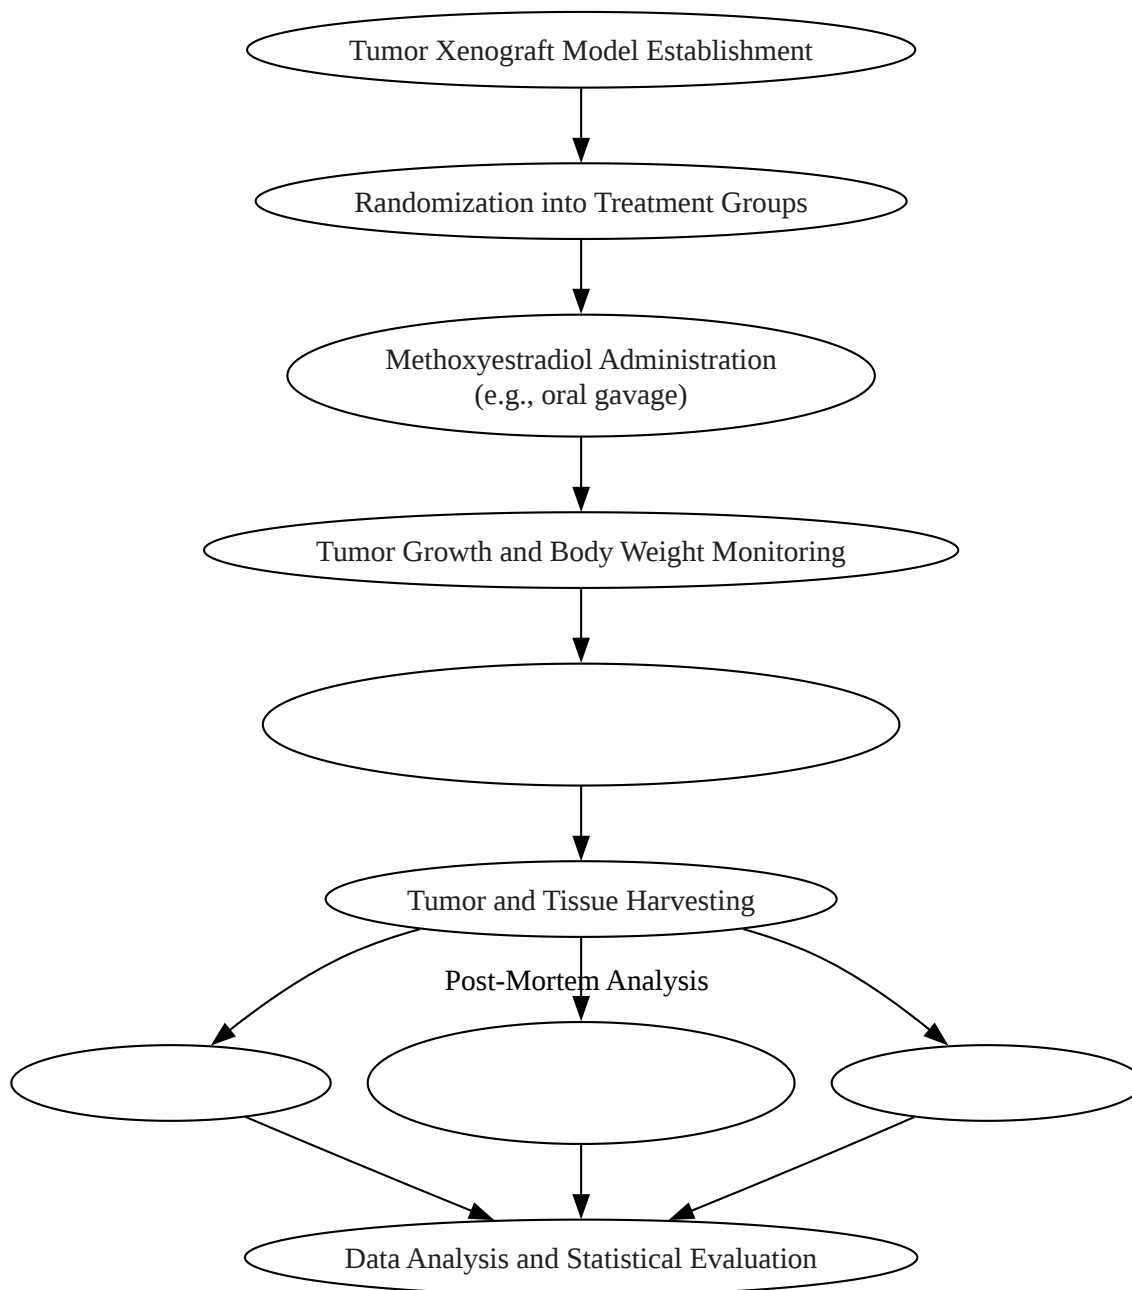 Tumor Xenograft Model Establishment
Randomization into Treatment Groups
Methoxyestradiol Administration
(e.g., oral gavage)
Tumor Growth and Body Weight Monitoring
Tumor and Tissue Harvesting
Post-Mortem Analysis
Data Analysis and Statistical Evaluation